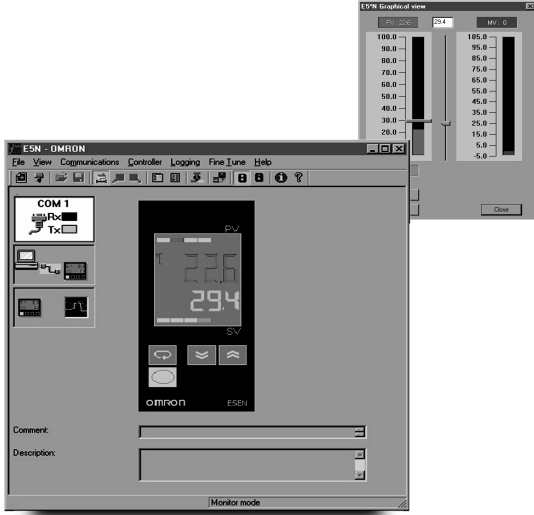 E5*N Graphical view
PV : 22.6
29.4
MV : 0
100.0
90.0
80.0
70.0
60.0
50.0
40.0
30.0
20.0
105.0
95.0
85.0
75.0
65.0
55.0
45.0
35.0
25.0
15.0
5.0
-5.0
Close
E5N - OMRON
File View Communications Controller Logging Fine Tune Help
COM 1
Rx
Tx
PV
°C
22.6
29.4
SV
OMRON
E5EN
Comment:
Description:
Monitor mode